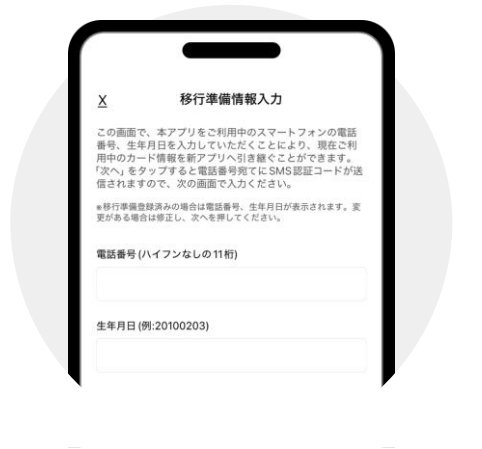 X 移行準備情報入力
この画面で、本アプリをご利用中のスマートフォンの電話
番号、生年月日を入力していただくことにより、現在ご利
用中のカード情報を新アプリへ引き継ぐことができます。
「次へ」をタップすると電話番号宛てにSMS認証コードが送
信されますので、次の画面で入力ください。
※移行準備登録済みの場合は電話番号、生年月日が表示されます。変
更がある場合は修正し、次へを押してください。
電話番号 (ハイフンなしの11桁)
生年月日 (例:20100203)